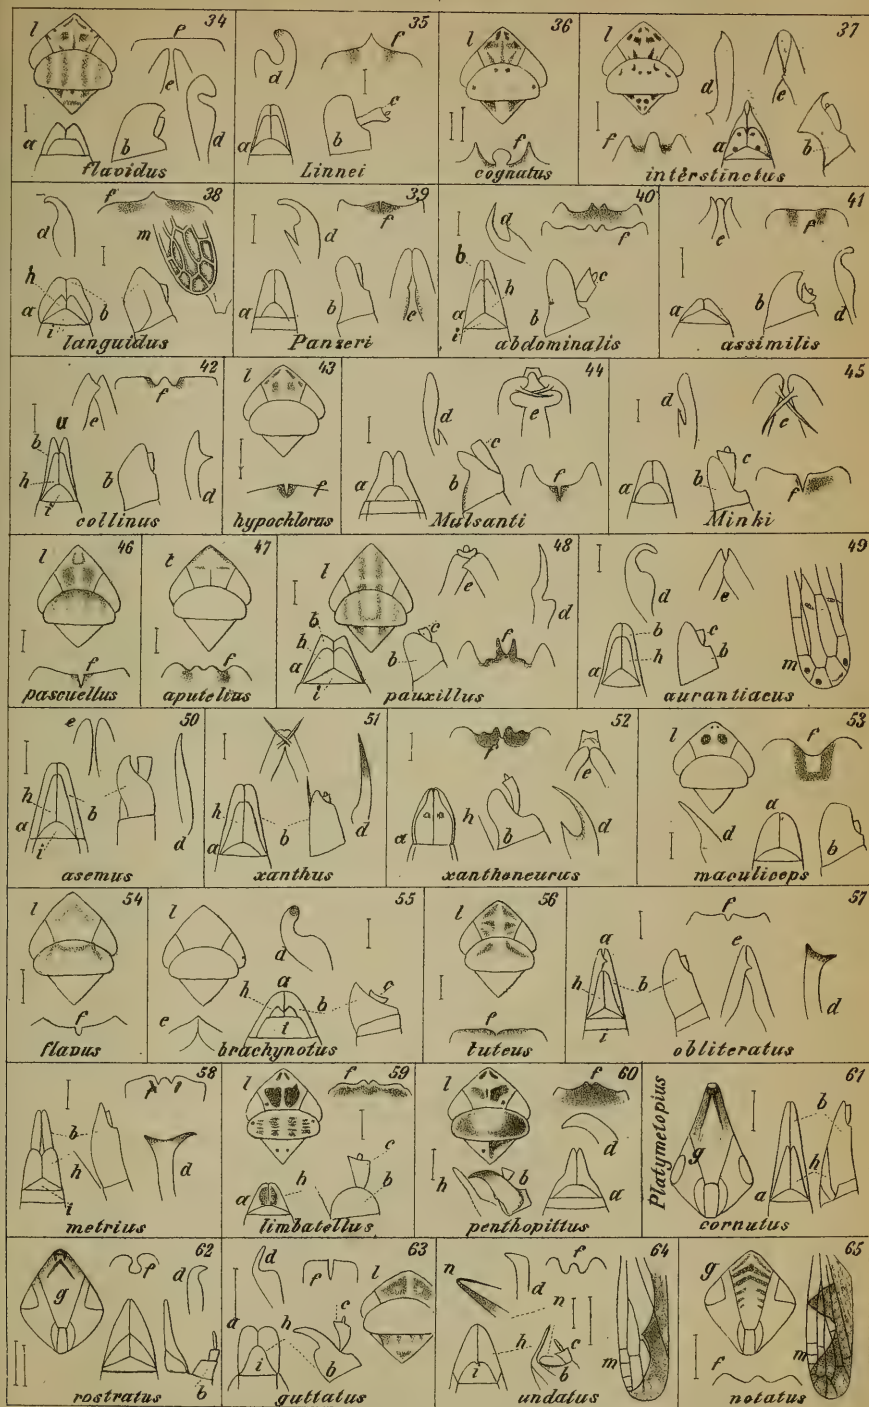 34 l f e a b d flavidus
35 d f c a b Linnei
36 l f cognatus
37 l d e f a b interstinctus
38 f d m h a b i languidus
39 f d a b e Panzeri
40 d f b c a h b i abdominalis
41 e f a b d assimilis
42 e f u b h b i d collinus
43 l f hypochlorus
44 d e c a b f Mulsanti
45 d e c a b f Minki
46 l f pascuellus
47 t f aputelius
48 l e d b h a b i f pauxillus
49 d e b c a h b m aurantiacus
50 e h b a i d asemus
51 h b a d xanthus
52 f e a h b d xanthoneurus
53 l f d a b maculiceps
54 l f flavus
55 l d a h b c e i brachynotus
56 l f luteus
57 f a e h b d i obliteratus
58 f b h d i metrius
59 l f c a h b limbatellus
60 l f d h b a penthopittus
61 Platymetopius g b a h cornutus
62 f d g b rostratus
63 d f l a h c i b guttatus
64 n d f n h c i b m undatus
65 g f m notatus